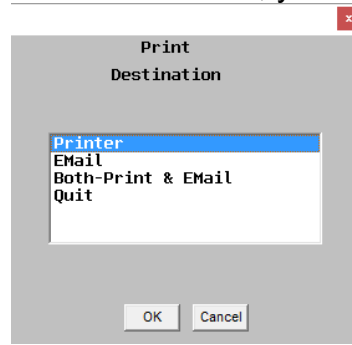 Print
Destination
Printer
EMail
Both-Print & EMail
Quit
OK Cancel